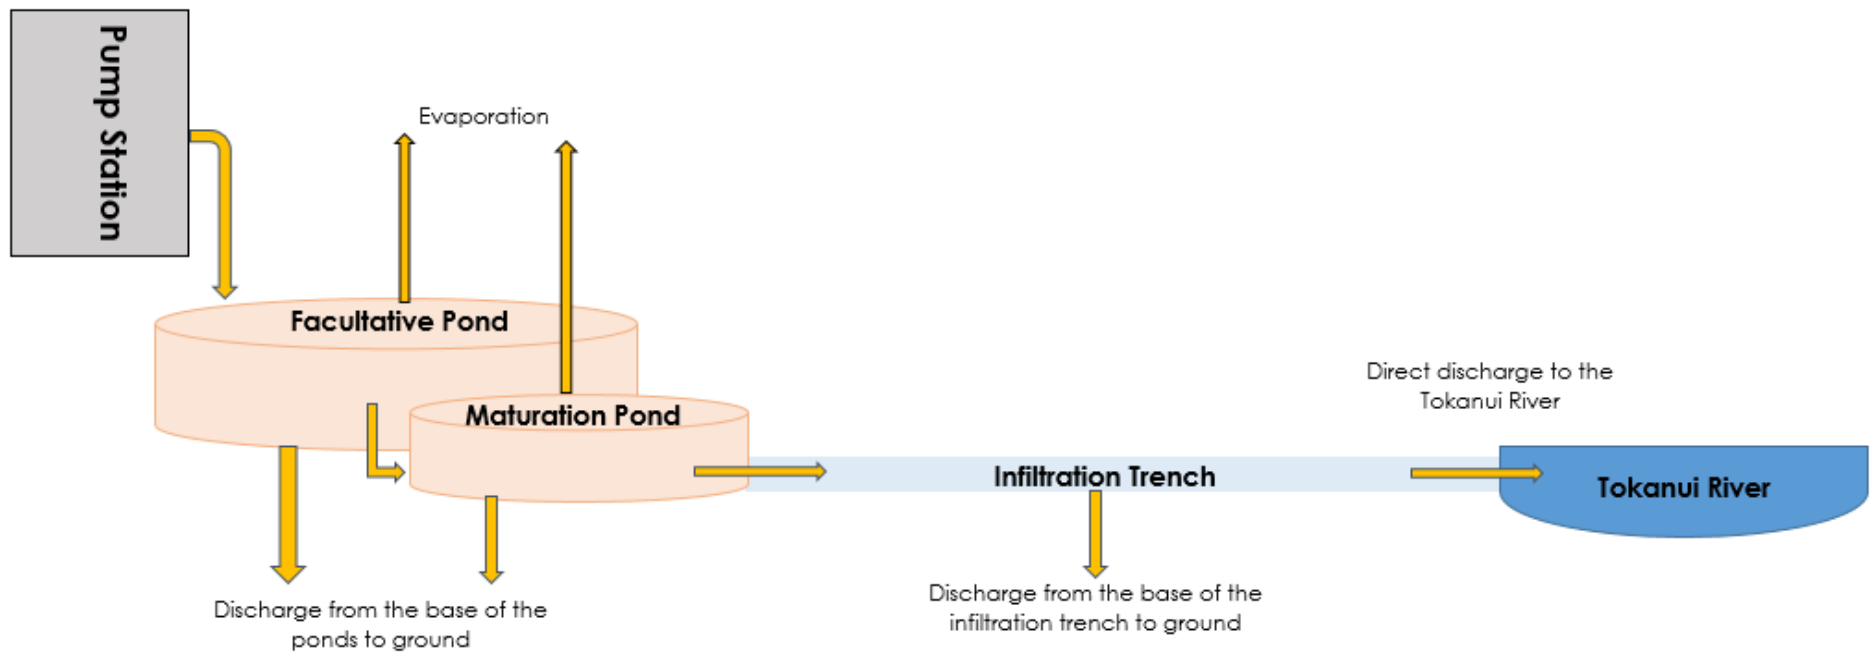 Pump Station
Evaporation
Facultative Pond
Maturation Pond
Direct discharge to the
Tokanui River
Infiltration Trench
Tokanui River
Discharge from the base of the
ponds to ground
Discharge from the base of the
infiltration trench to ground